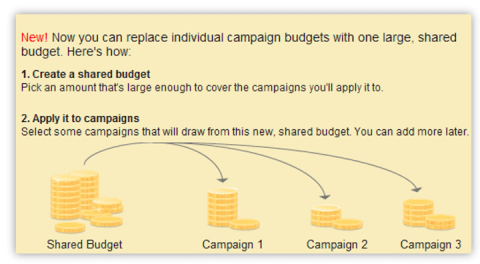 New! Now you can replace individual campaign budgets with one large, shared
budget. Here's how:
1. Create a shared budget
Pick an amount that's large enough to cover the campaigns you'll apply it to.
2. Apply it to campaigns
Select some campaigns that will draw from this new, shared budget. You can add more later.
Shared Budget Campaign 1 Campaign 2 Campaign 3